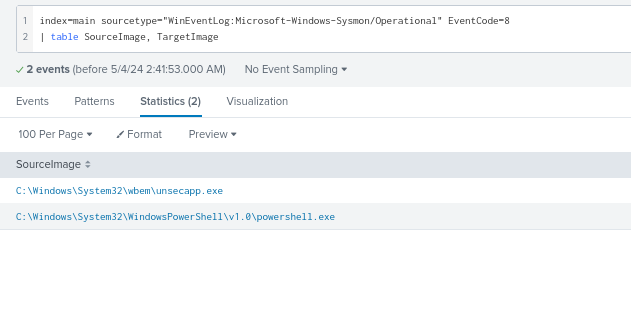 1 index=main sourcetype="WinEventLog:Microsoft-Windows-Sysmon/Operational" EventCode=8
2 | table SourceImage, TargetImage
2 events (before 5/4/24 2:41:53.000 AM) No Event Sampling
Events Patterns Statistics (2) Visualization
100 Per Page Format Preview
SourceImage
C:\Windows\System32\wbem\unsecapp.exe
C:\Windows\System32\WindowsPowerShell\v1.0\powershell.exe